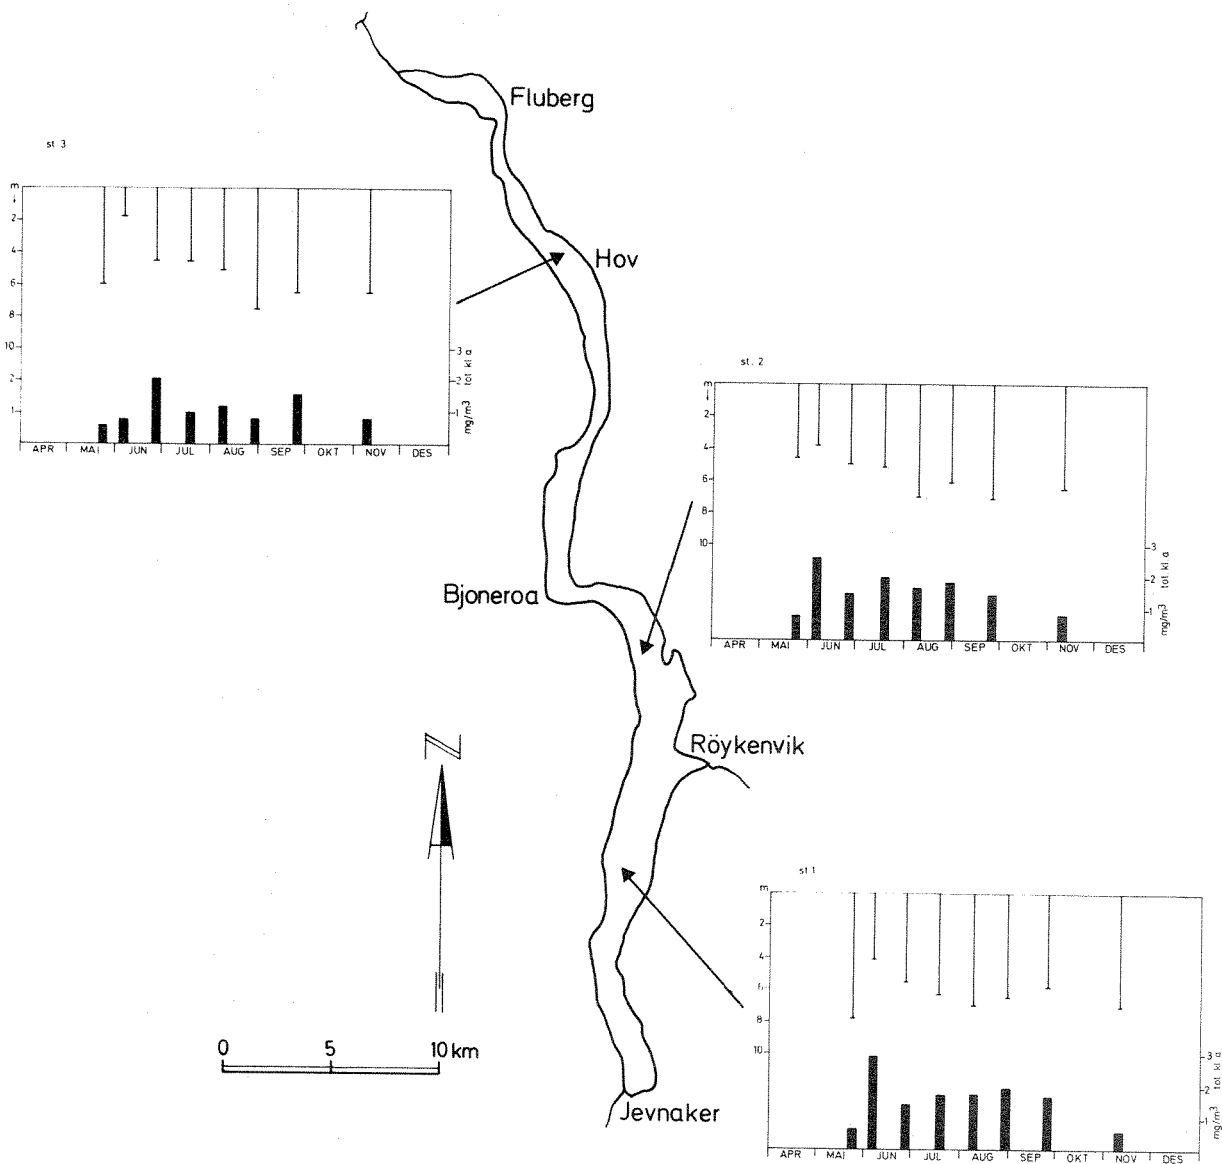 Fluberg
st 3
m
2
4
6
8
10
2
1
3
2
1
mg/m3 tot kl a
APR MAI JUN JUL AUG SEP OKT NOV DES
Hov
st. 2
m
2
4
6
8
10
3
2
1
mg/m3 tot kl a
APR MAI JUN JUL AUG SEP OKT NOV DES
Bjoneroa
Röykenvik
N
st 1
m
2
4
6
8
10
3
2
1
mg/m3 tot kl a
APR MAI JUN JUL AUG SEP OKT NOV DES
0 5 10 km
Jevnaker